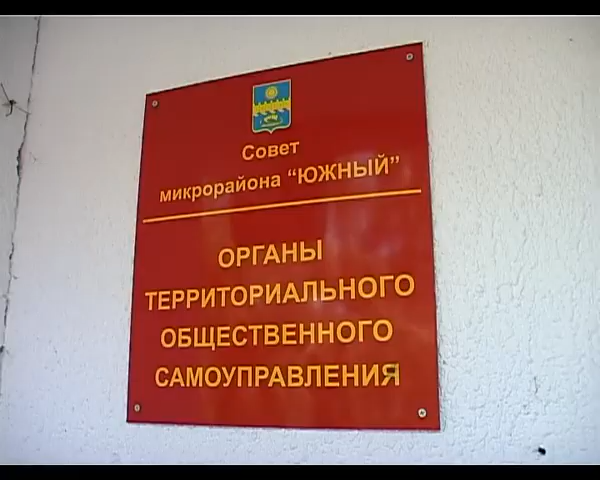 Совет
микрорайона “ЮЖНЫЙ”
ОРГАНЫ
ТЕРРИТОРИАЛЬНОГО
ОБЩЕСТВЕННОГО
САМОУПРАВЛЕНИЯ